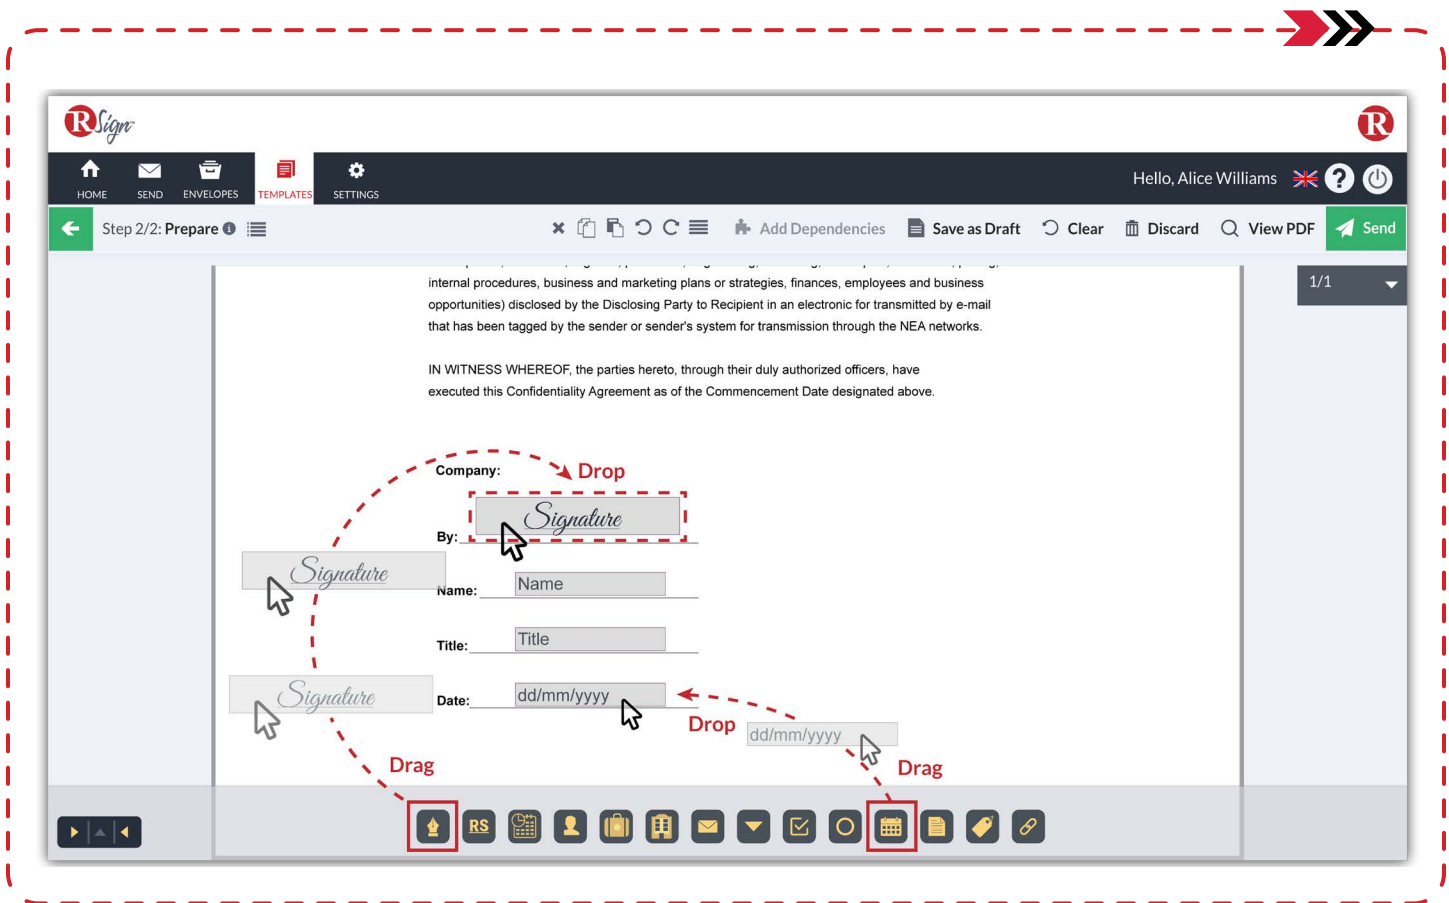 RSign
R
HOME SEND ENVELOPES TEMPLATES SETTINGS
Hello, Alice Williams
?
Step 2/2: Prepare
Add Dependencies Save as Draft Clear Discard View PDF Send
1/1
internal procedures, business and marketing plans or strategies, finances, employees and business
opportunities) disclosed by the Disclosing Party to Recipient in an electronic for transmitted by e-mail
that has been tagged by the sender or sender's system for transmission through the NEA networks.
IN WITNESS WHEREOF, the parties hereto, through their duly authorized officers, have
executed this Confidentiality Agreement as of the Commencement Date designated above.
Company:
Drop
Signature
By:
Signature
Name: Name
Title: Title
Signature
Date: dd/mm/yyyy
Drop
dd/mm/yyyy
Drag
Drag
RS